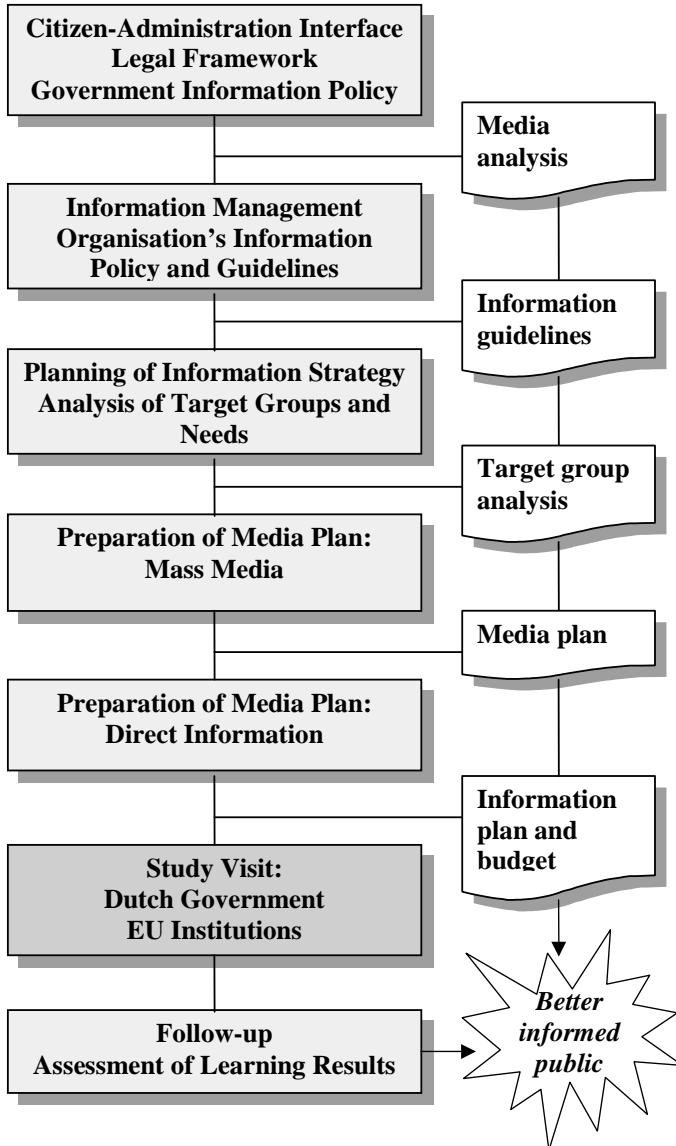 Citizen-Administration Interface
Legal Framework
Government Information Policy
Media
analysis
Information Management
Organisation’s Information
Policy and Guidelines
Information
guidelines
Planning of Information Strategy
Analysis of Target Groups and
Needs
Target group
analysis
Preparation of Media Plan:
Mass Media
Media plan
Preparation of Media Plan:
Direct Information
Information
plan and
budget
Study Visit:
Dutch Government
EU Institutions
Better
informed
public
Follow-up
Assessment of Learning Results